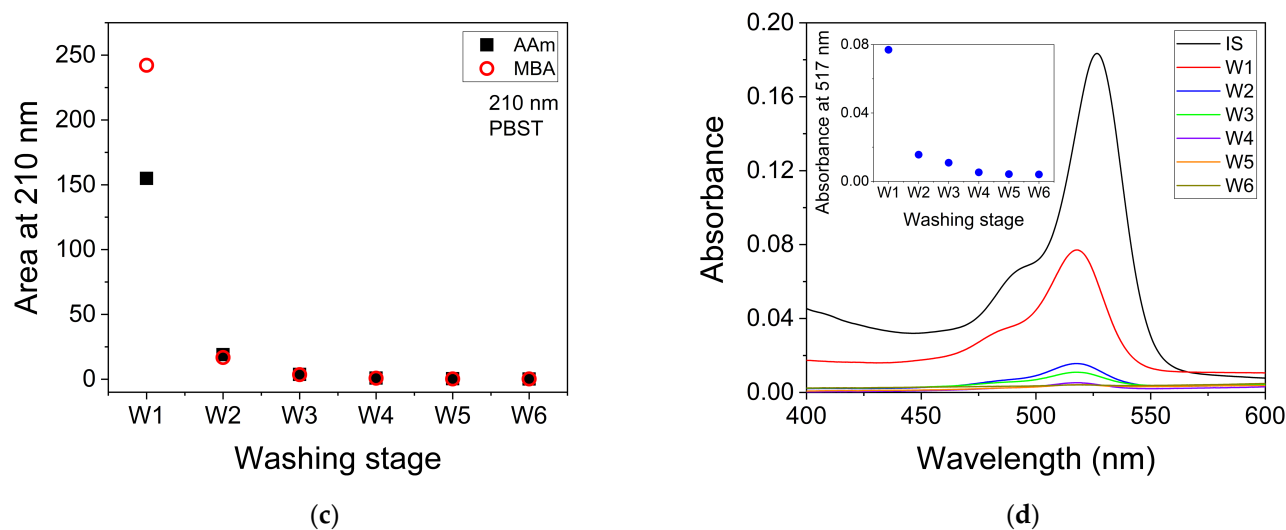 AAm
MBA
210 nm
PBST
250
200
150
100
50
0
W1 W2 W3 W4 W5 W6
Area at 210 nm
Washing stage
(c)
0.20
0.16
0.12
0.08
0.04
0.00
400 450 500 550 600
Absorbance
Wavelength (nm)
IS
W1
W2
W3
W4
W5
W6
0.08
0.04
0.00
W1 W2 W3 W4 W5 W6
Absorbance at 517 nm
Washing stage
(d)